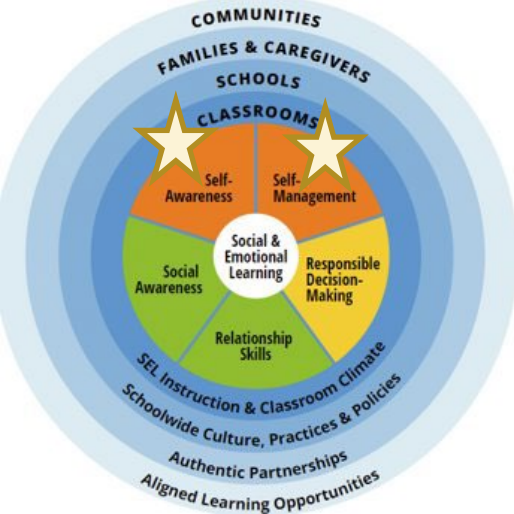 COMMUNITIES
FAMILIES & CAREGIVERS
SCHOOLS
CLASSROOMS
Self-
Awareness
Self-
Management
Social &
Emotional
Learning
Social
Awareness
Responsible
Decision-
Making
Relationship
Skills
SEL Instruction & Classroom Climate
Schoolwide Culture, Practices & Policies
Authentic Partnerships
Aligned Learning Opportunities